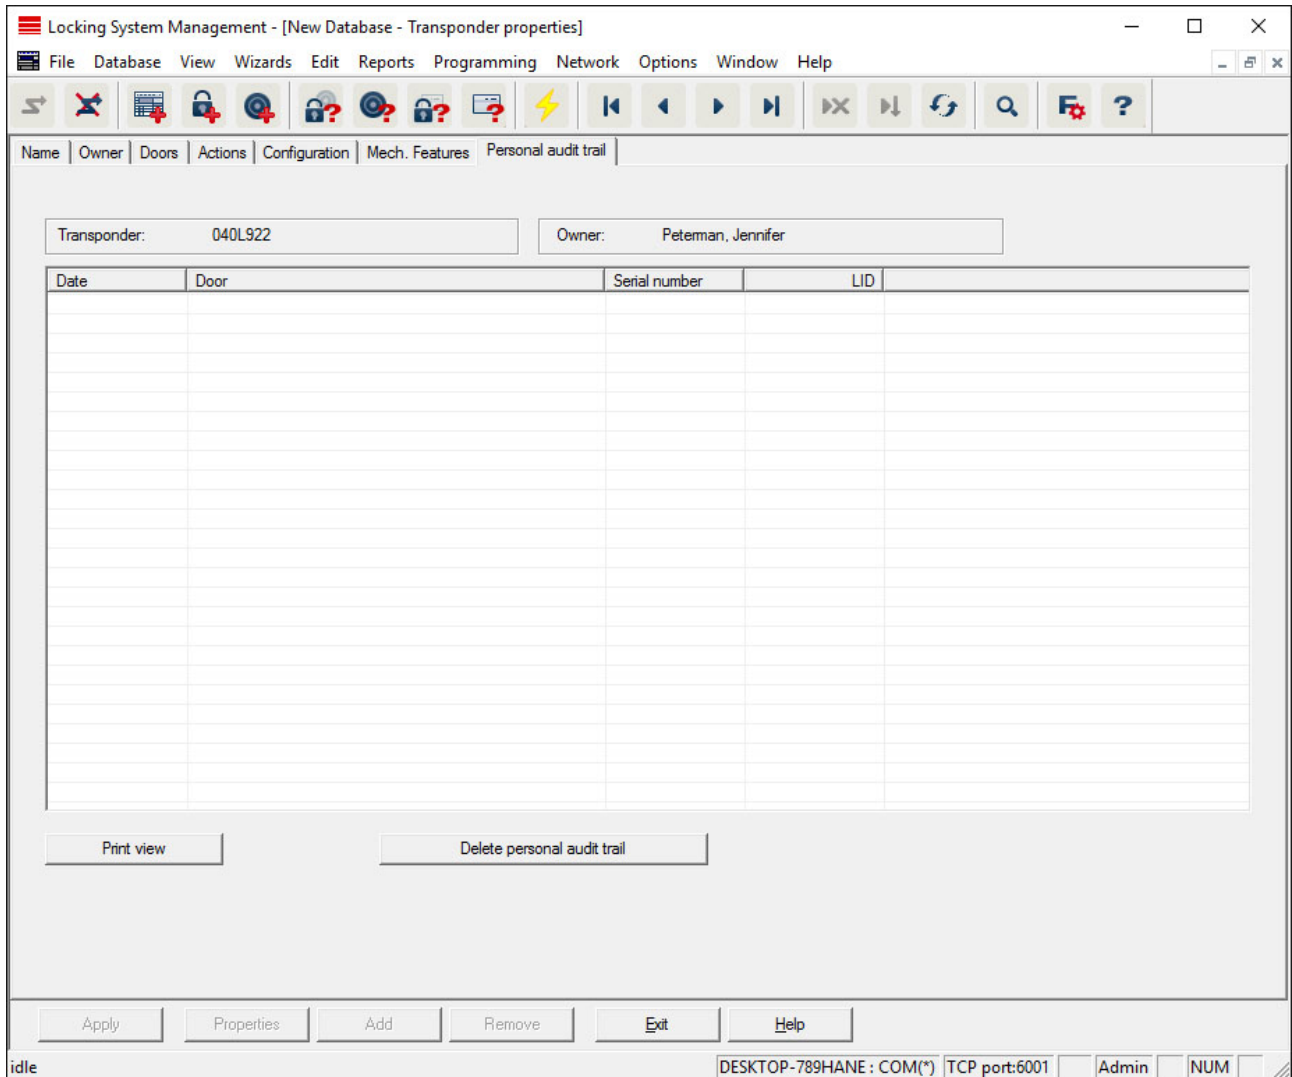 Locking System Management - [New Database - Transponder properties]
File Database View Wizards Edit Reports Programming Network Options Window Help
Name Owner Doors Actions Configuration Mech. Features Personal audit trail
Transponder: 040L922 Owner: Peterman, Jennifer
Date Door Serial number LID
Print view Delete personal audit trail
Apply Properties Add Remove Exit Help
idle DESKTOP-789HANE : COM(*) TCP port:6001 Admin NUM